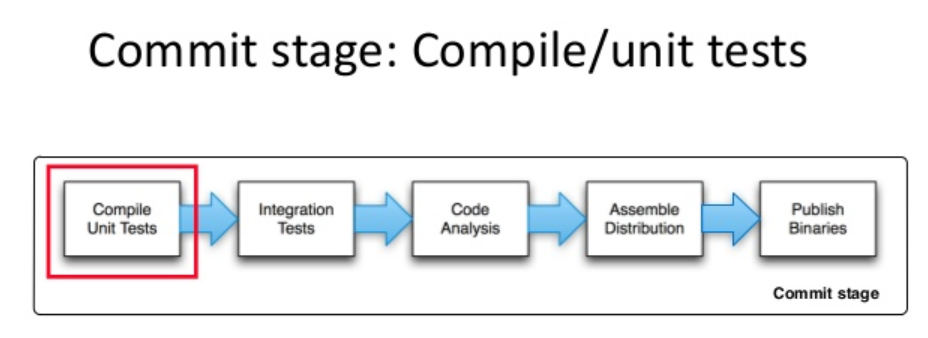 Commit stage: Compile/unit tests
Compile
Unit Tests
Integration
Tests
Code
Analysis
Assemble
Distribution
Publish
Binaries
Commit stage